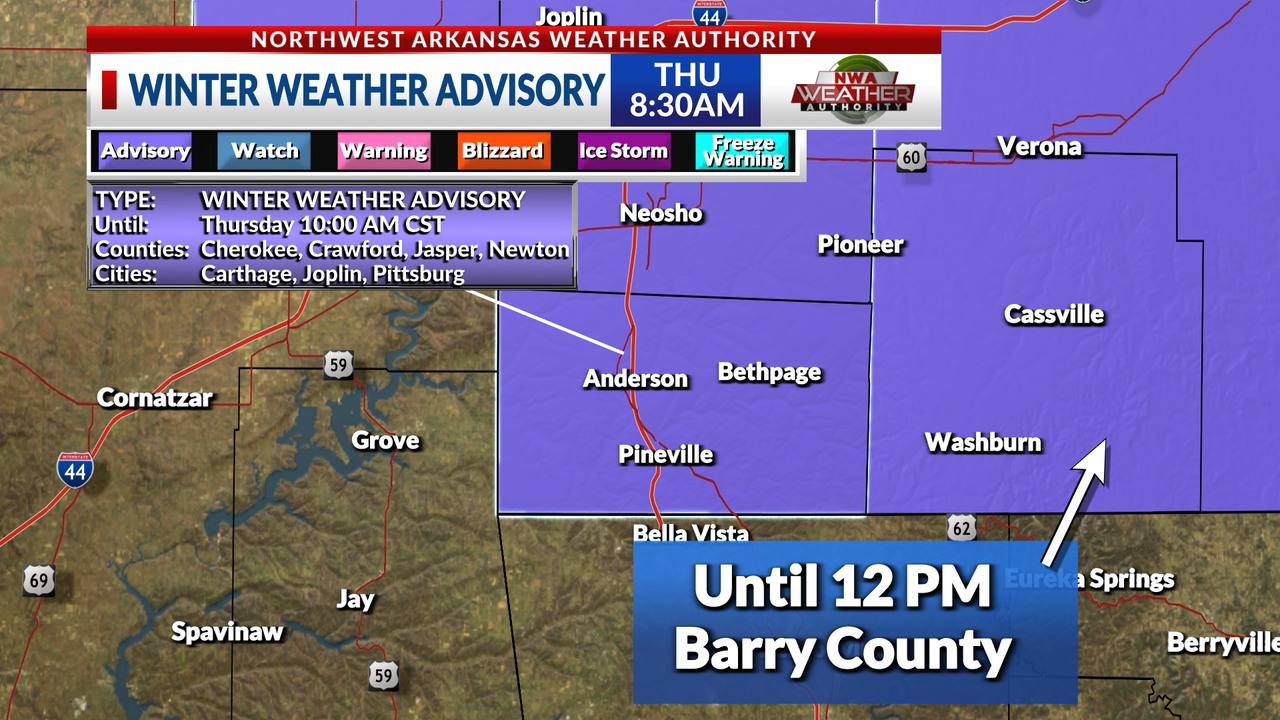 Joplin
INTERSTATE
44
NORTHWEST ARKANSAS WEATHER AUTHORITY
WINTER WEATHER ADVISORY
THU
8:30AM
NWA
WEATHER
AUTHORITY
Advisory
Watch
Warning
Blizzard
Ice Storm
Freeze
Warning
60
Verona
TYPE: WINTER WEATHER ADVISORY
Until: Thursday 10:00 AM CST
Counties: Cherokee, Crawford, Jasper, Newton
Cities: Carthage, Joplin, Pittsburg
Neosho
Pioneer
Cassville
59
Anderson
Bethpage
Cornatzar
Grove
Washburn
Pineville
INTERSTATE
44
Bella Vista
62
69
Until 12 PM
Barry County
Eureka Springs
Jay
Spavinaw
Berryville
59